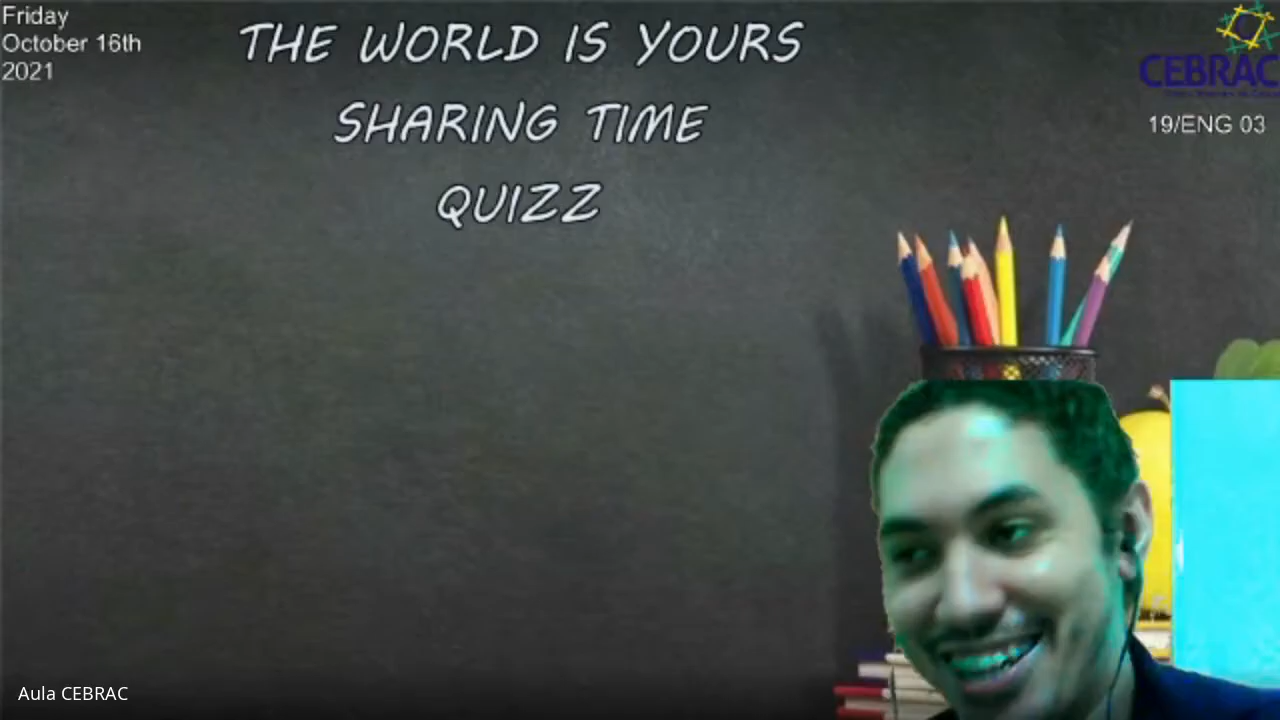 Friday
October 16th
2021
THE WORLD IS YOURS
SHARING TIME
QUIZZ
CEBRAC
19/ENG 03
Aula CEBRAC